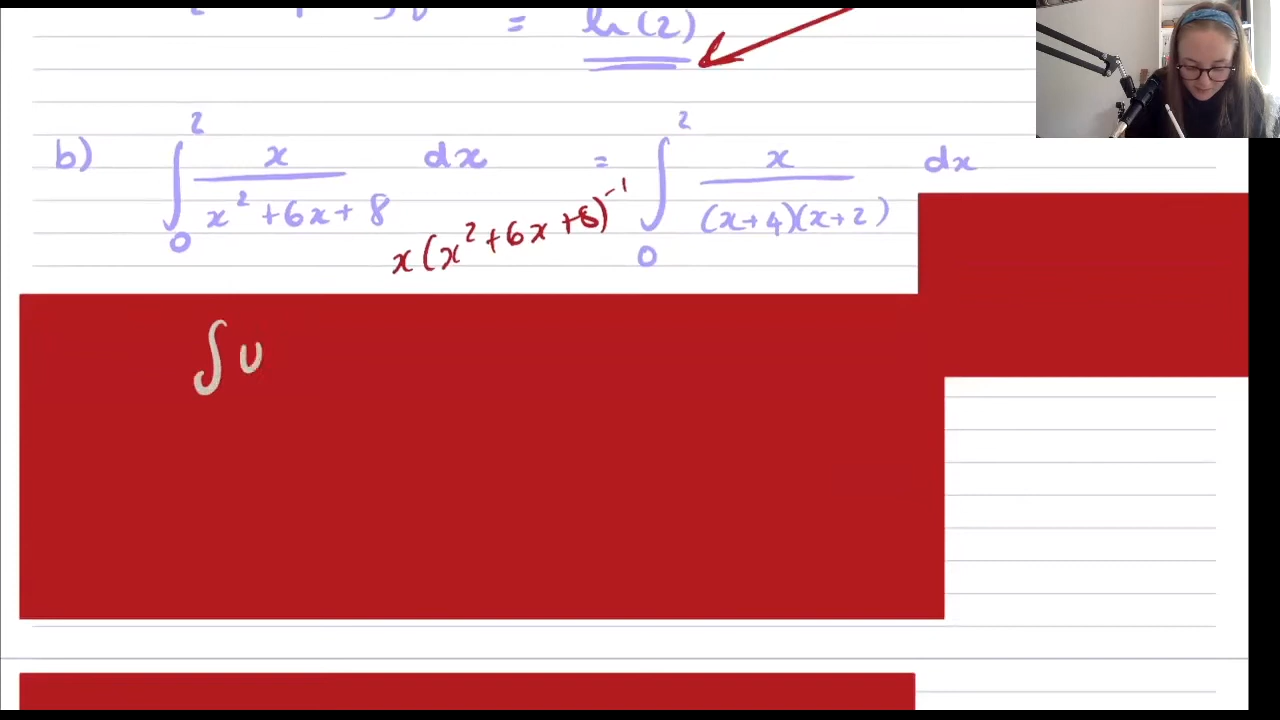 = ln(2)
b) ∫₀² x/(x² + 6x + 8) dx = ∫₀² x/((x+4)(x+2)) dx
x(x² + 6x + 8)⁻¹
∫ u